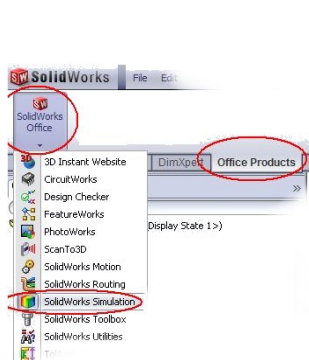 SolidWorks File
SolidWorks
Office
DimXpert Office Products
3D Instant Website
CircuitWorks
Design Checker
FeatureWorks
PhotoWorks
Display State 1>)
ScanTo3D
SolidWorks Motion
SolidWorks Routing
SolidWorks Simulation
SolidWorks Toolbox
SolidWorks Utilities